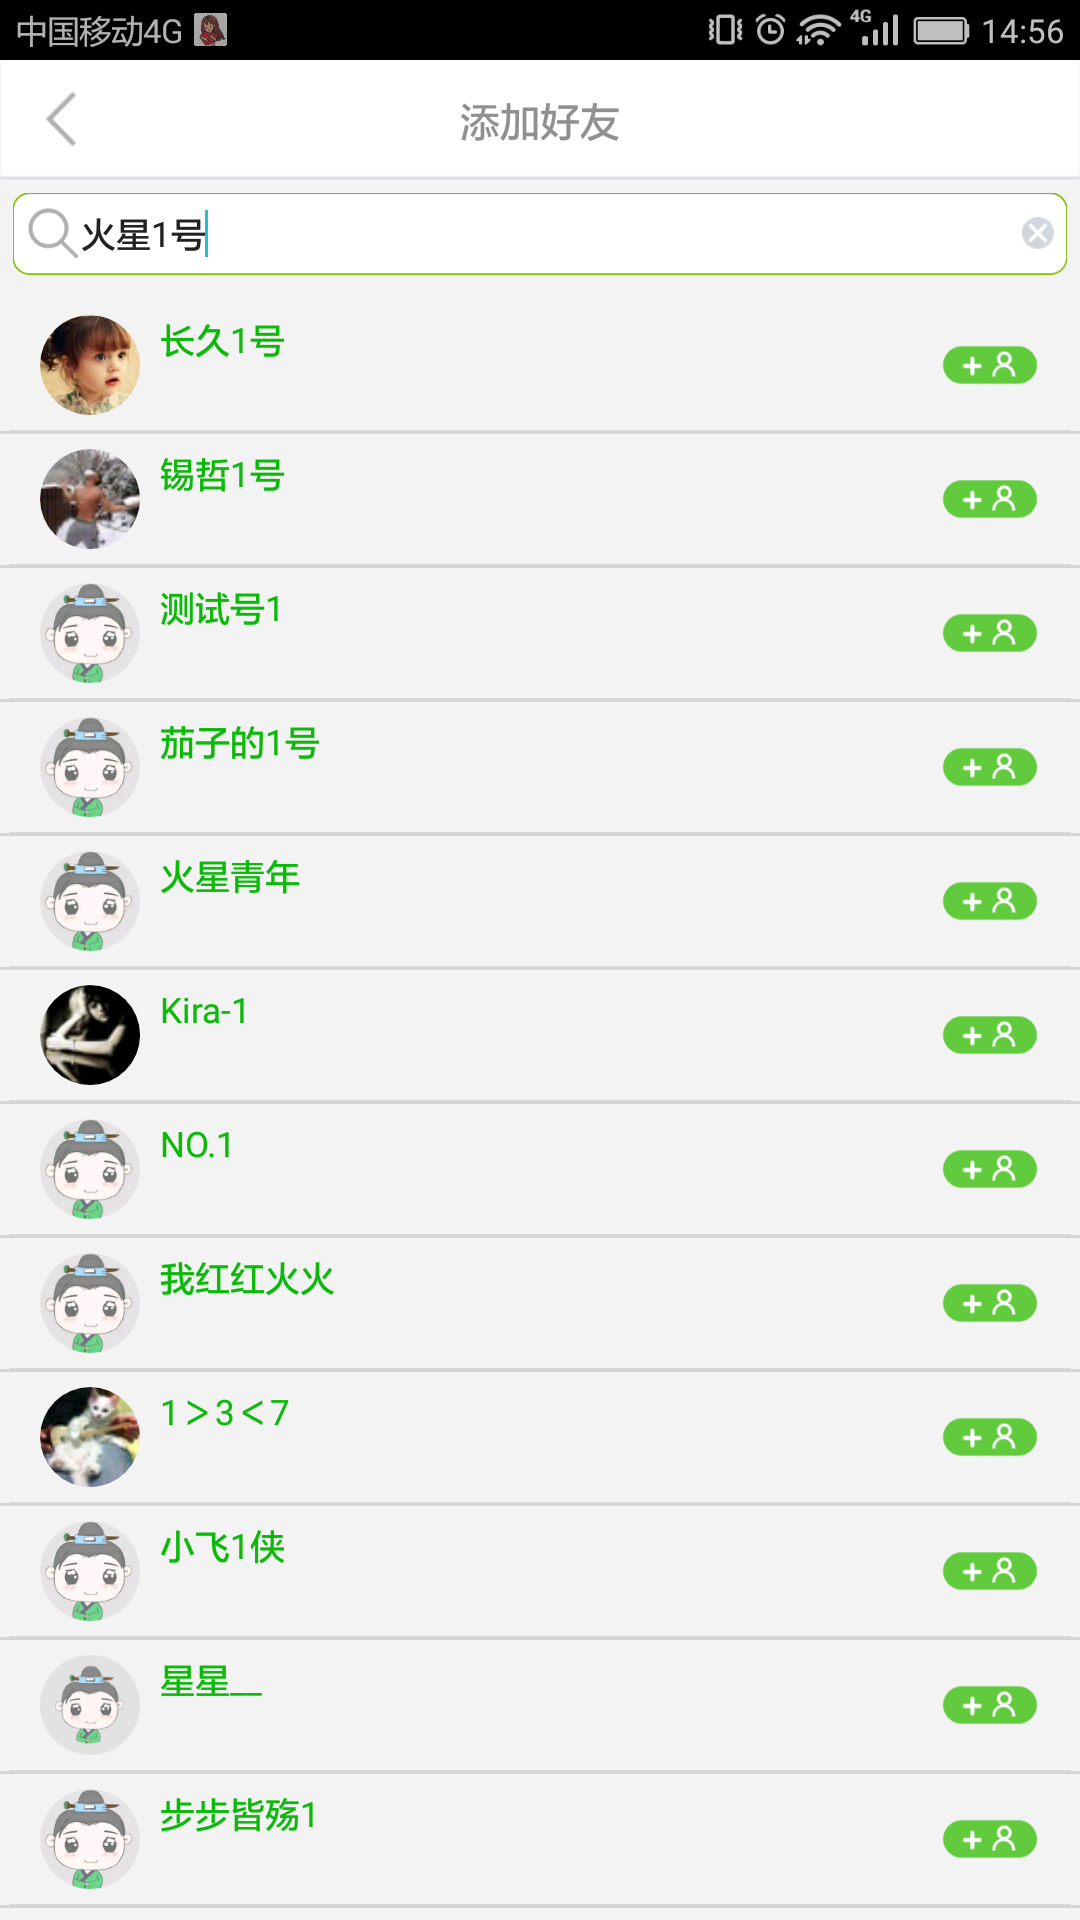 中国移动4G 4G 14:56
添加好友
火星1号
长久1号
锡哲1号
测试号1
茄子的1号
火星青年
Kira-1
NO.1
我红红火火
1＞3＜7
小飞1侠
星星__
步步皆殇1